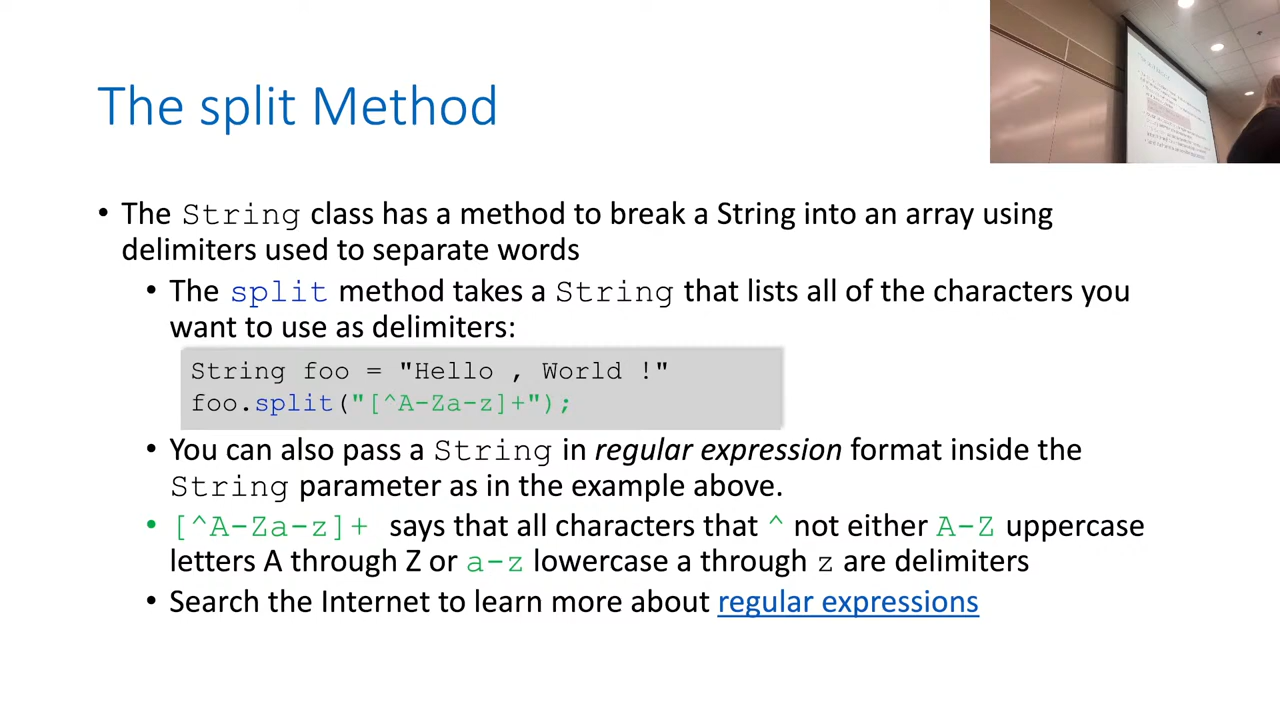 The split Method
• The String class has a method to break a String into an array using
delimiters used to separate words
• The split method takes a String that lists all of the characters you
want to use as delimiters:
String foo = "Hello , World !"
foo.split("[^A-Za-z]+");
• You can also pass a String in regular expression format inside the
String parameter as in the example above.
• [^A-Za-z]+ says that all characters that ^ not either A-Z uppercase
letters A through Z or a-z lowercase a through z are delimiters
• Search the Internet to learn more about regular expressions